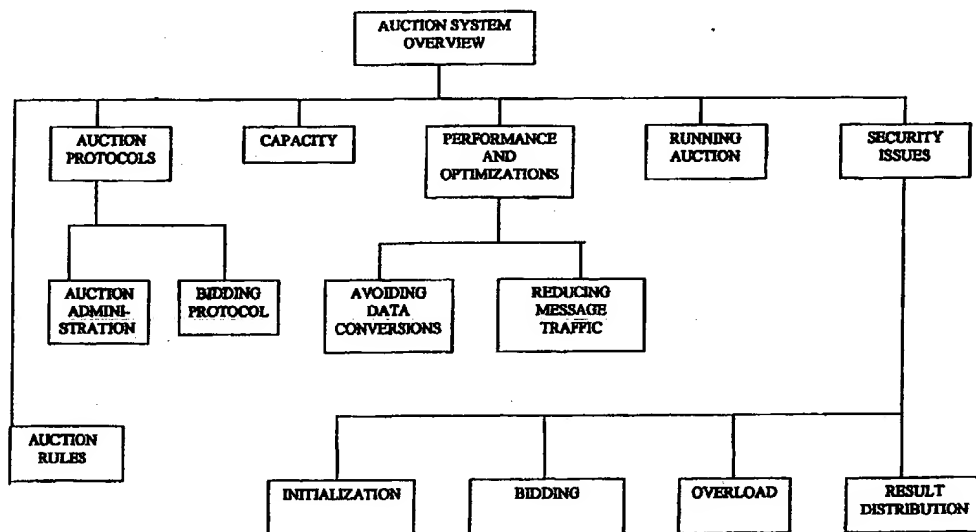 AUCTION SYSTEM
OVERVIEW
AUCTION
PROTOCOLS
CAPACITY
PERFORMANCE
AND
OPTIMIZATIONS
RUNNING
AUCTION
SECURITY
ISSUES
AUCTION
ADMINI-
STRATION
BIDDING
PROTOCOL
AVOIDING
DATA
CONVERSIONS
REDUCING
MESSAGE
TRAFFIC
AUCTION
RULES
INITIALIZATION
BIDDING
OVERLOAD
RESULT
DISTRIBUTION